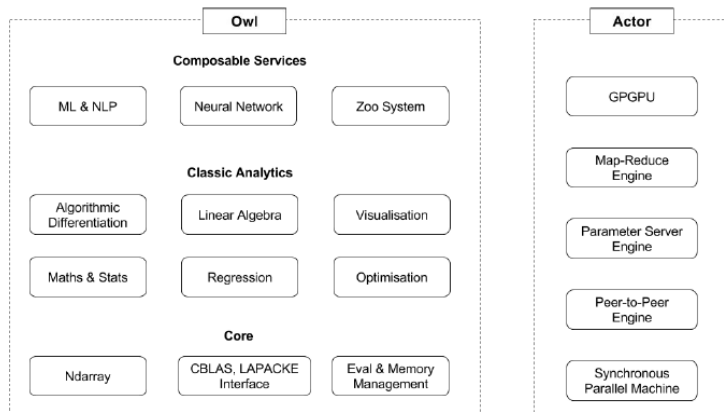 Owl
Composable Services
ML & NLP
Neural Network
Zoo System
Classic Analytics
Algorithmic
Differentiation
Linear Algebra
Visualisation
Maths & Stats
Regression
Optimisation
Core
Ndarray
CBLAS, LAPACKE
Interface
Eval & Memory
Management
Actor
GPGPU
Map-Reduce
Engine
Parameter Server
Engine
Peer-to-Peer
Engine
Synchronous
Parallel Machine